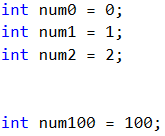 int num0 = 0;
int num1 = 1;
int num2 = 2;
int num100 = 100;